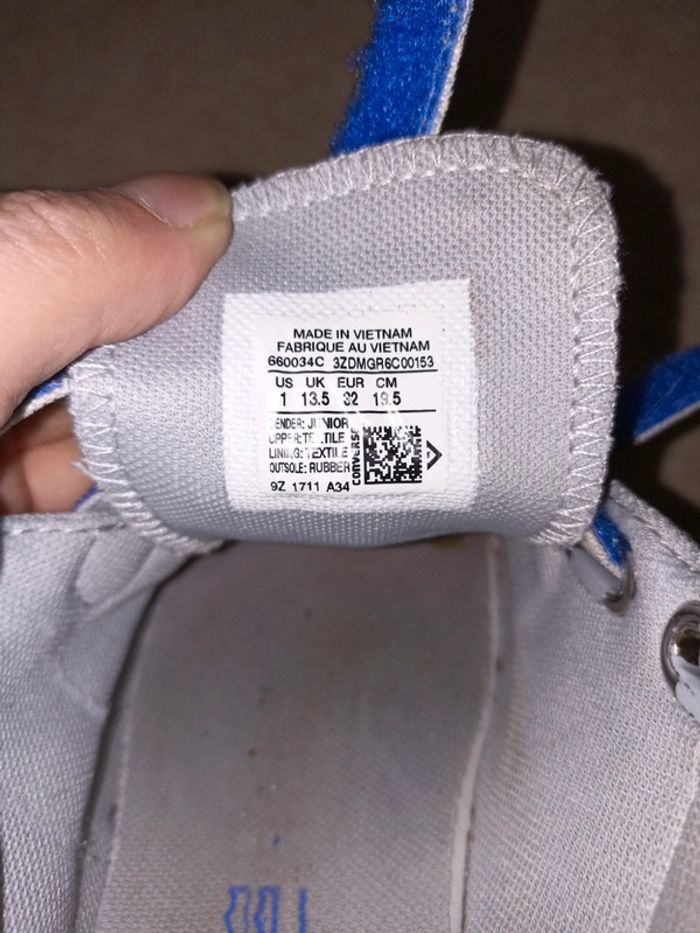 MADE IN VIETNAM
FABRIQUE AU VIETNAM
660034C 3ZDMGR6C00153
US UK EUR CM
1 13.5 32 19.5
GENDER: JUNIOR
UPPER: TEXTILE
LINING: TEXTILE
OUTSOLE: RUBBER
CONVERSE
9Z 1711 A34